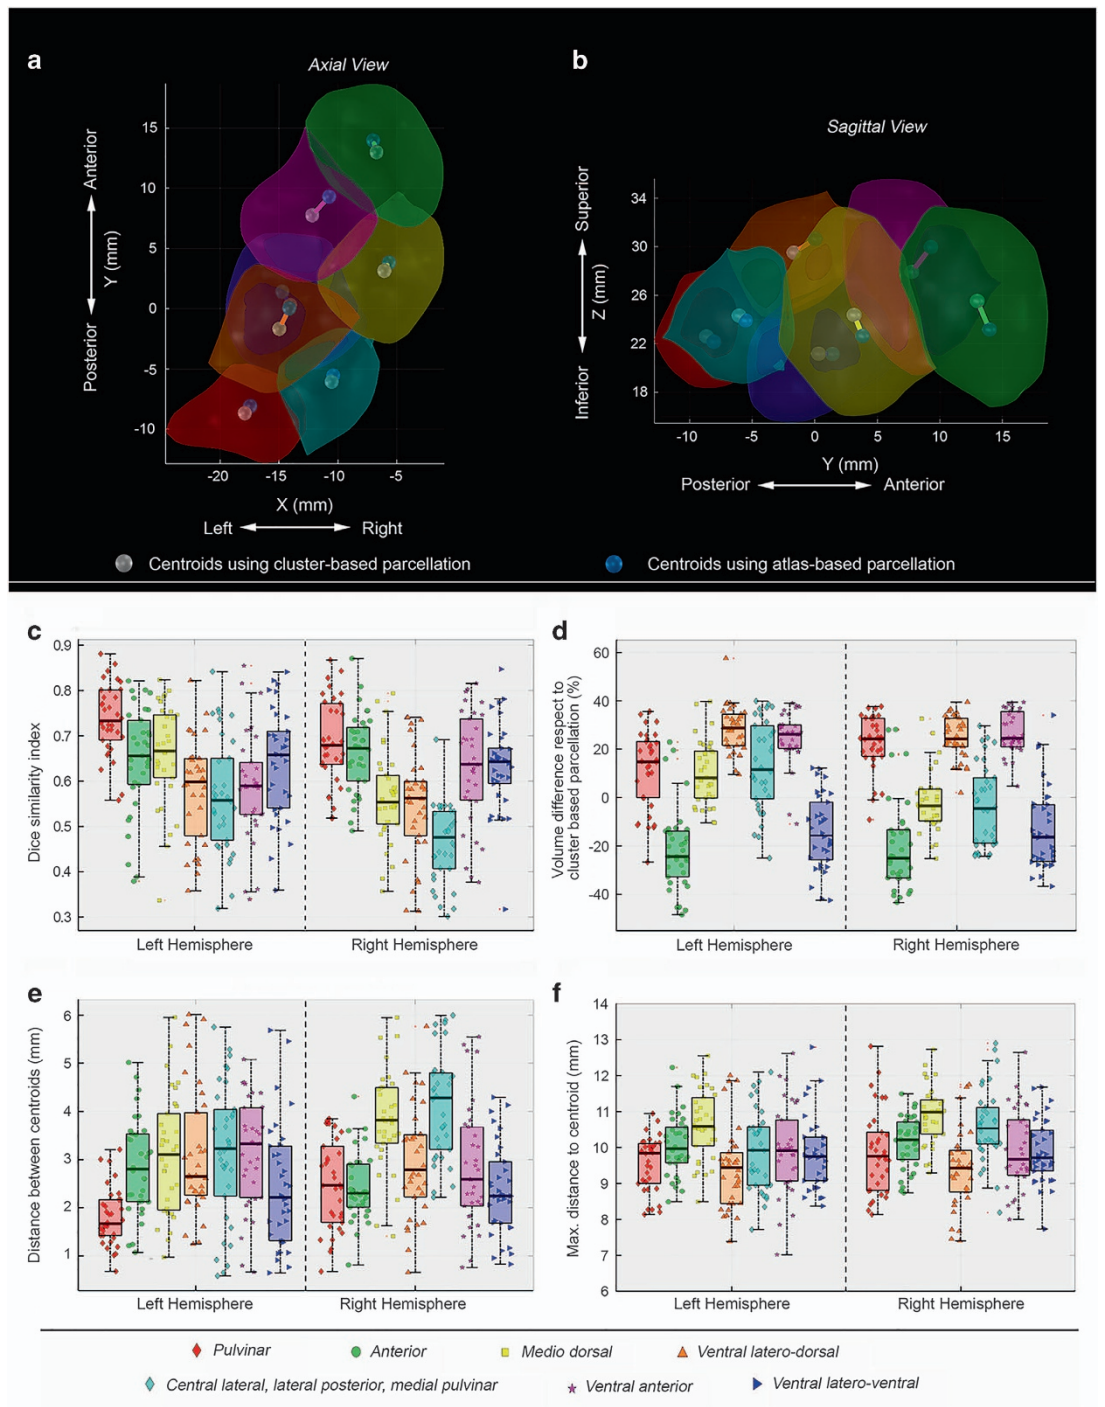 a
Axial View
Anterior
Y (mm)
Posterior
15
10
5
0
-5
-10
-20
-15
-10
-5
X (mm)
Left
Right
b
Sagittal View
Superior
Z (mm)
Inferior
34
30
26
22
18
-10
-5
0
5
10
15
Y (mm)
Posterior
Anterior
Centroids using cluster-based parcellation
Centroids using atlas-based parcellation
c
Dice similarity index
0.9
0.8
0.7
0.6
0.5
0.4
0.3
Left Hemisphere
Right Hemisphere
d
Volume difference respect to
cluster based parcellation (%)
60
40
20
0
-20
-40
Left Hemisphere
Right Hemisphere
e
Distance between centroids (mm)
6
5
4
3
2
1
Left Hemisphere
Right Hemisphere
f
Max. distance to centroid (mm)
14
13
12
11
10
9
8
7
6
Left Hemisphere
Right Hemisphere
Pulvinar
Anterior
Medio dorsal
Ventral latero-dorsal
Central lateral, lateral posterior, medial pulvinar
Ventral anterior
Ventral latero-ventral